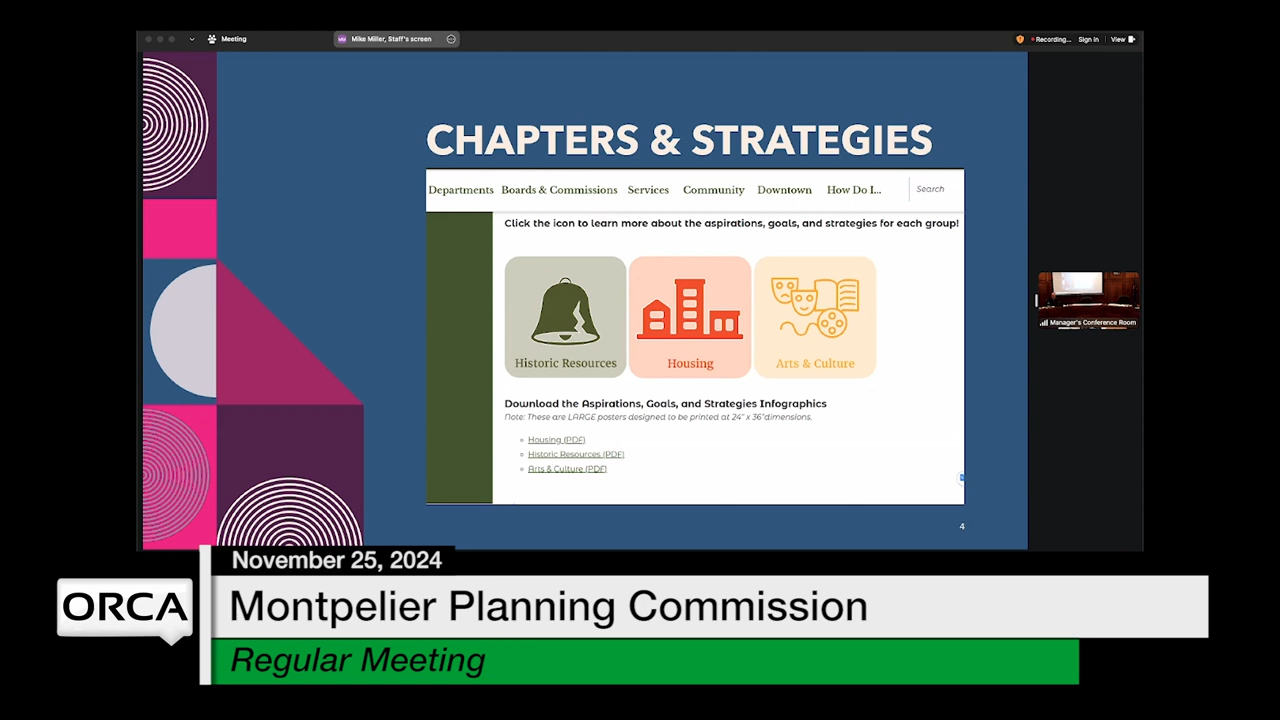 Meeting
MM Mike Miller, Staff's screen
Recording... Sign In View
CHAPTERS & STRATEGIES
Departments Boards & Commissions Services Community Downtown How Do I... Search
Click the icon to learn more about the aspirations, goals, and strategies for each group!
Historic Resources Housing Arts & Culture
Download the Aspirations, Goals, and Strategies Infographics
Note: These are LARGE posters designed to be printed at 24" x 36"dimensions.
Housing (PDF)
Historic Resources (PDF)
Arts & Culture (PDF)
4
Manager's Conference Room
November 25, 2024
ORCA
Montpelier Planning Commission
Regular Meeting